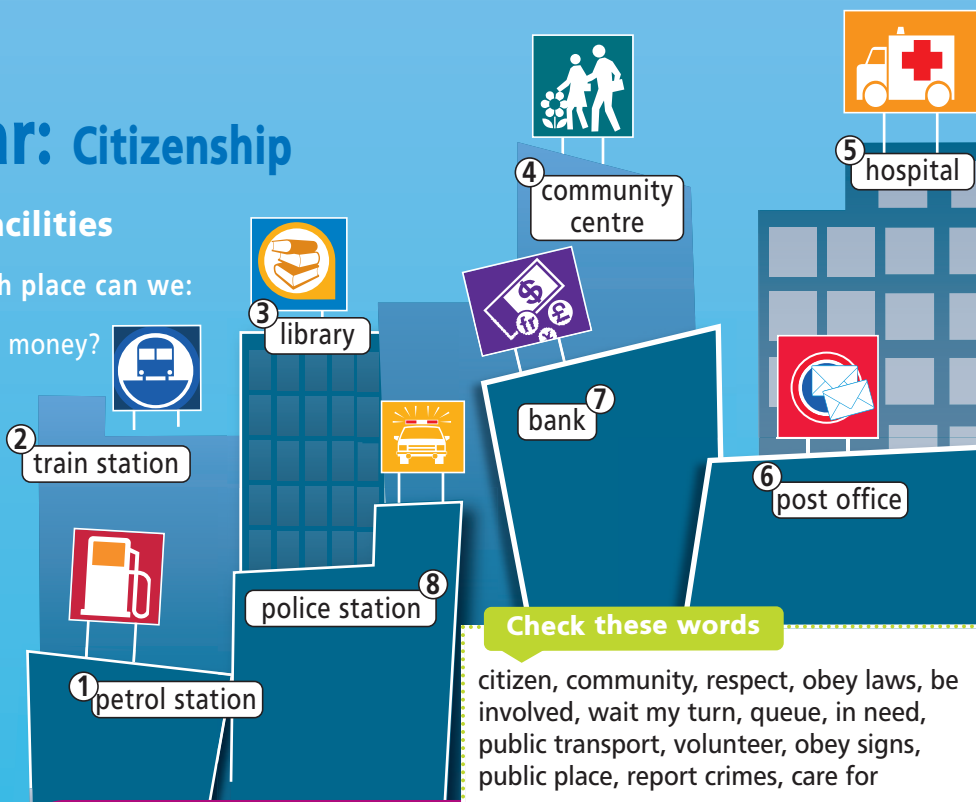 r: Citizenship
acilities
h place can we:
money?
1 petrol station
2 train station
3 library
4 community
centre
5 hospital
6 post office
7 bank
8 police station
$
fr £
Check these words
citizen, community, respect, obey laws, be
involved, wait my turn, queue, in need,
public transport, volunteer, obey signs,
public place, report crimes, care for